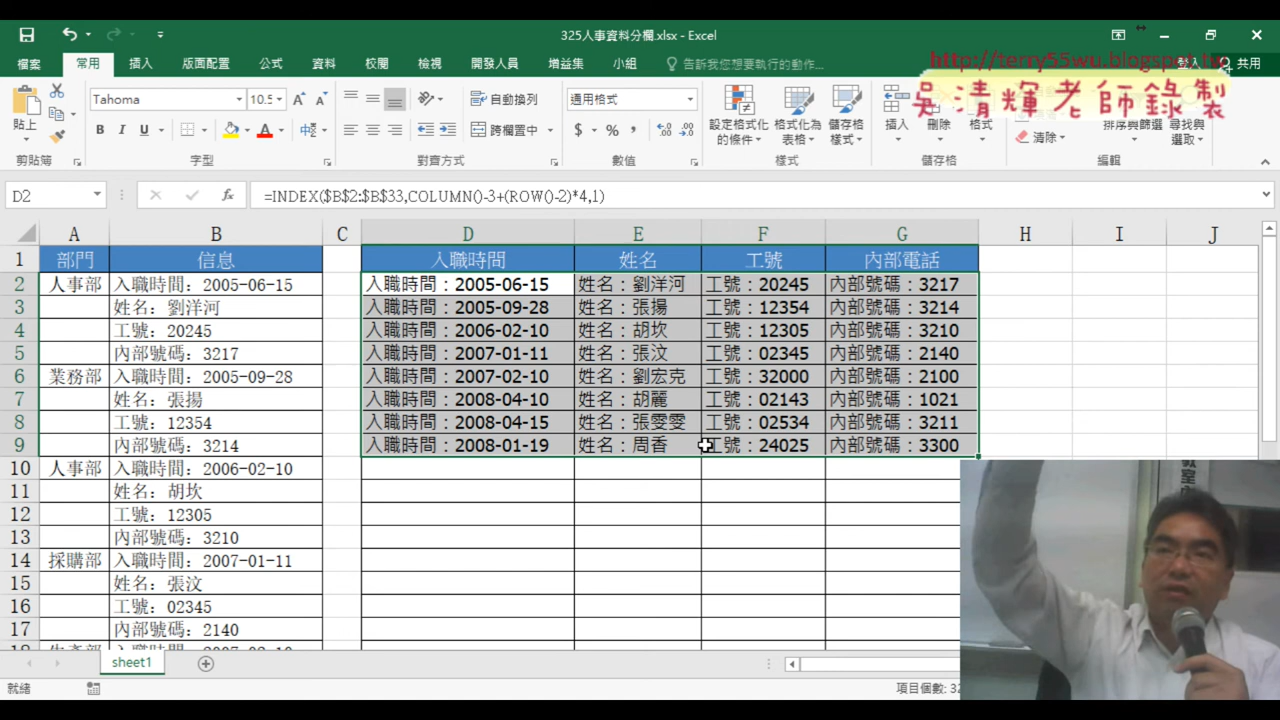 325人事資料分欄.xlsx - Excel
檔案 常用 插入 版面配置 公式 資料 校閱 檢視 開發人員 增益集 小組 告訴我您想要執行的動作... 登入 共用
http://terry55wu.blogspot.tw
吳清輝老師錄製
貼上 Tahoma 10.5 自動換列 通用格式 設定格式化的條件 格式化為表格 儲存格樣式 插入 刪除 格式 清除 排序與篩選 尋找與選取
B I U 跨欄置中 $ %
剪貼簿 字型 對齊方式 數值 樣式 儲存格 編輯
D2 fx =INDEX($B$2:$B$33,COLUMN()-3+(ROW()-2)*4,1)
A B C D E F G H I J
1 部門 信息 入職時間 姓名 工號 內部電話
2 人事部 入職時間：2005-06-15 入職時間：2005-06-15 姓名：劉洋河 工號：20245 內部號碼：3217
3 姓名：劉洋河 入職時間：2005-09-28 姓名：張揚 工號：12354 內部號碼：3214
4 工號：20245 入職時間：2006-02-10 姓名：胡坎 工號：12305 內部號碼：3210
5 內部號碼：3217 入職時間：2007-01-11 姓名：張汶 工號：02345 內部號碼：2140
6 業務部 入職時間：2005-09-28 入職時間：2007-02-10 姓名：劉宏克 工號：32000 內部號碼：2100
7 姓名：張揚 入職時間：2008-04-10 姓名：胡麗 工號：02143 內部號碼：1021
8 工號：12354 入職時間：2008-04-15 姓名：張雯雯 工號：02534 內部號碼：3211
9 內部號碼：3214 入職時間：2008-01-19 姓名：周香 工號：24025 內部號碼：3300
10 人事部 入職時間：2006-02-10
11 姓名：胡坎
12 工號：12305
13 內部號碼：3210
14 採購部 入職時間：2007-01-11
15 姓名：張汶
16 工號：02345
17 內部號碼：2140
18 生產部 入職時間：2007-02-10
sheet1
就緒 項目個數: 32